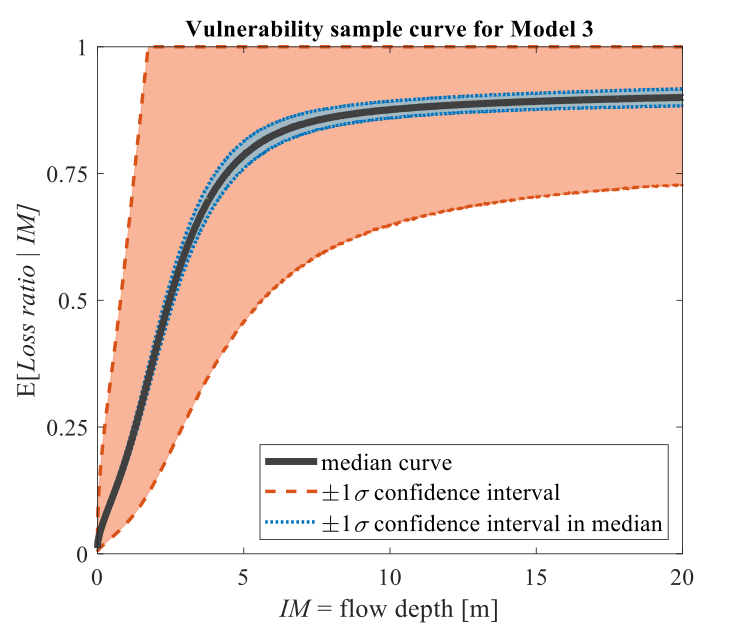 Vulnerability sample curve for Model 3
E[Loss ratio | IM]
1
0.75
0.5
0.25
0
0 5 10 15 20
median curve
±1σ confidence interval
±1σ confidence interval in median
IM = flow depth [m]